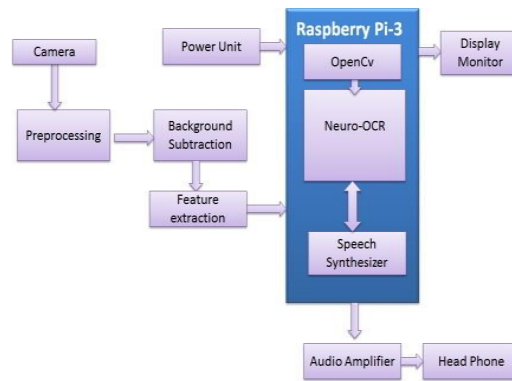 Raspberry Pi-3
Power Unit
OpenCv
Display
Monitor
Camera
Neuro-OCR
Preprocessing
Background
Subtraction
Feature
extraction
Speech
Synthesizer
Audio Amplifier
Head Phone